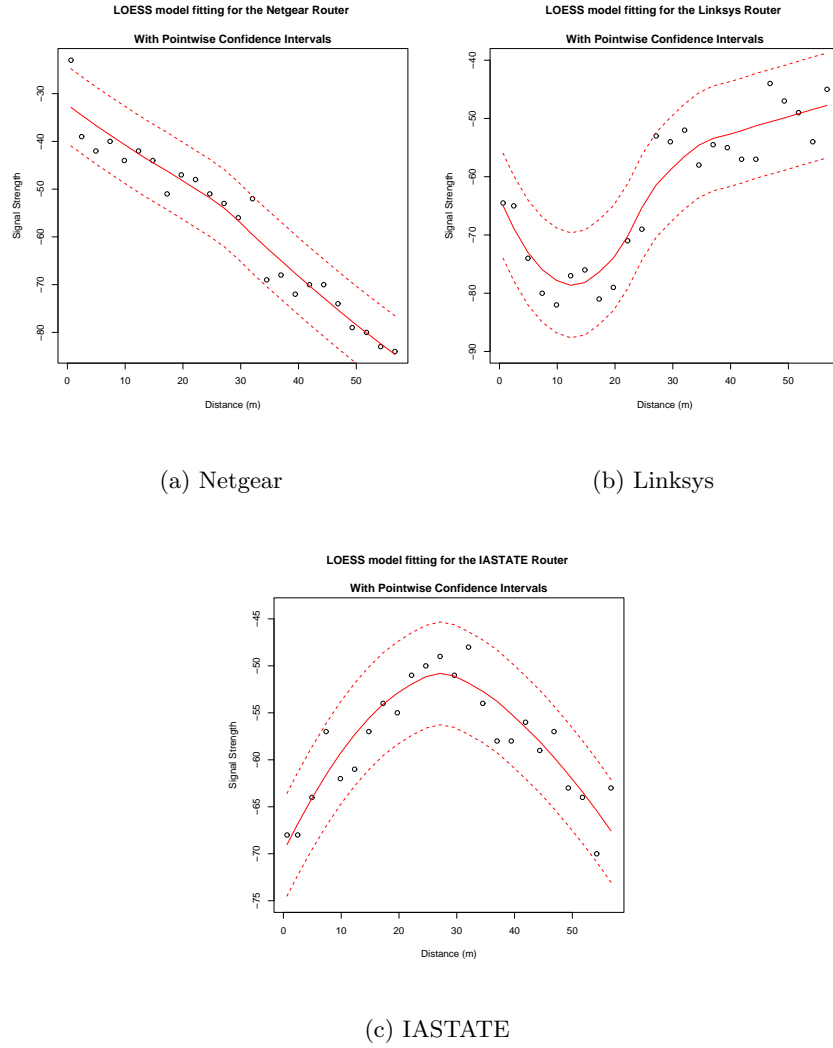 LOESS model fitting for the Netgear Router
With Pointwise Confidence Intervals
Signal Strength
−30
−40
−50
−60
−70
−80
0 10 20 30 40 50
Distance (m)
(a) Netgear
LOESS model fitting for the Linksys Router
With Pointwise Confidence Intervals
Signal Strength
−40
−50
−60
−70
−80
−90
0 10 20 30 40 50
Distance (m)
(b) Linksys
LOESS model fitting for the IASTATE Router
With Pointwise Confidence Intervals
Signal Strength
−45
−50
−55
−60
−65
−70
−75
0 10 20 30 40 50
Distance (m)
(c) IASTATE